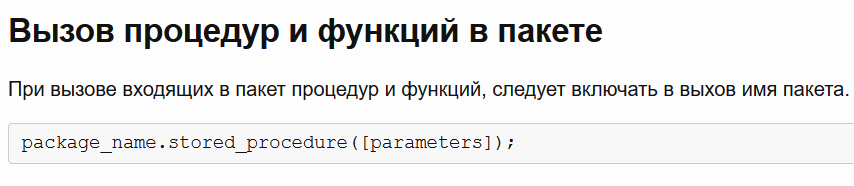 Вызов процедур и функций в пакете
При вызове входящих в пакет процедур и функций, следует включать в выхов имя пакета.
package_name.stored_procedure([parameters]);